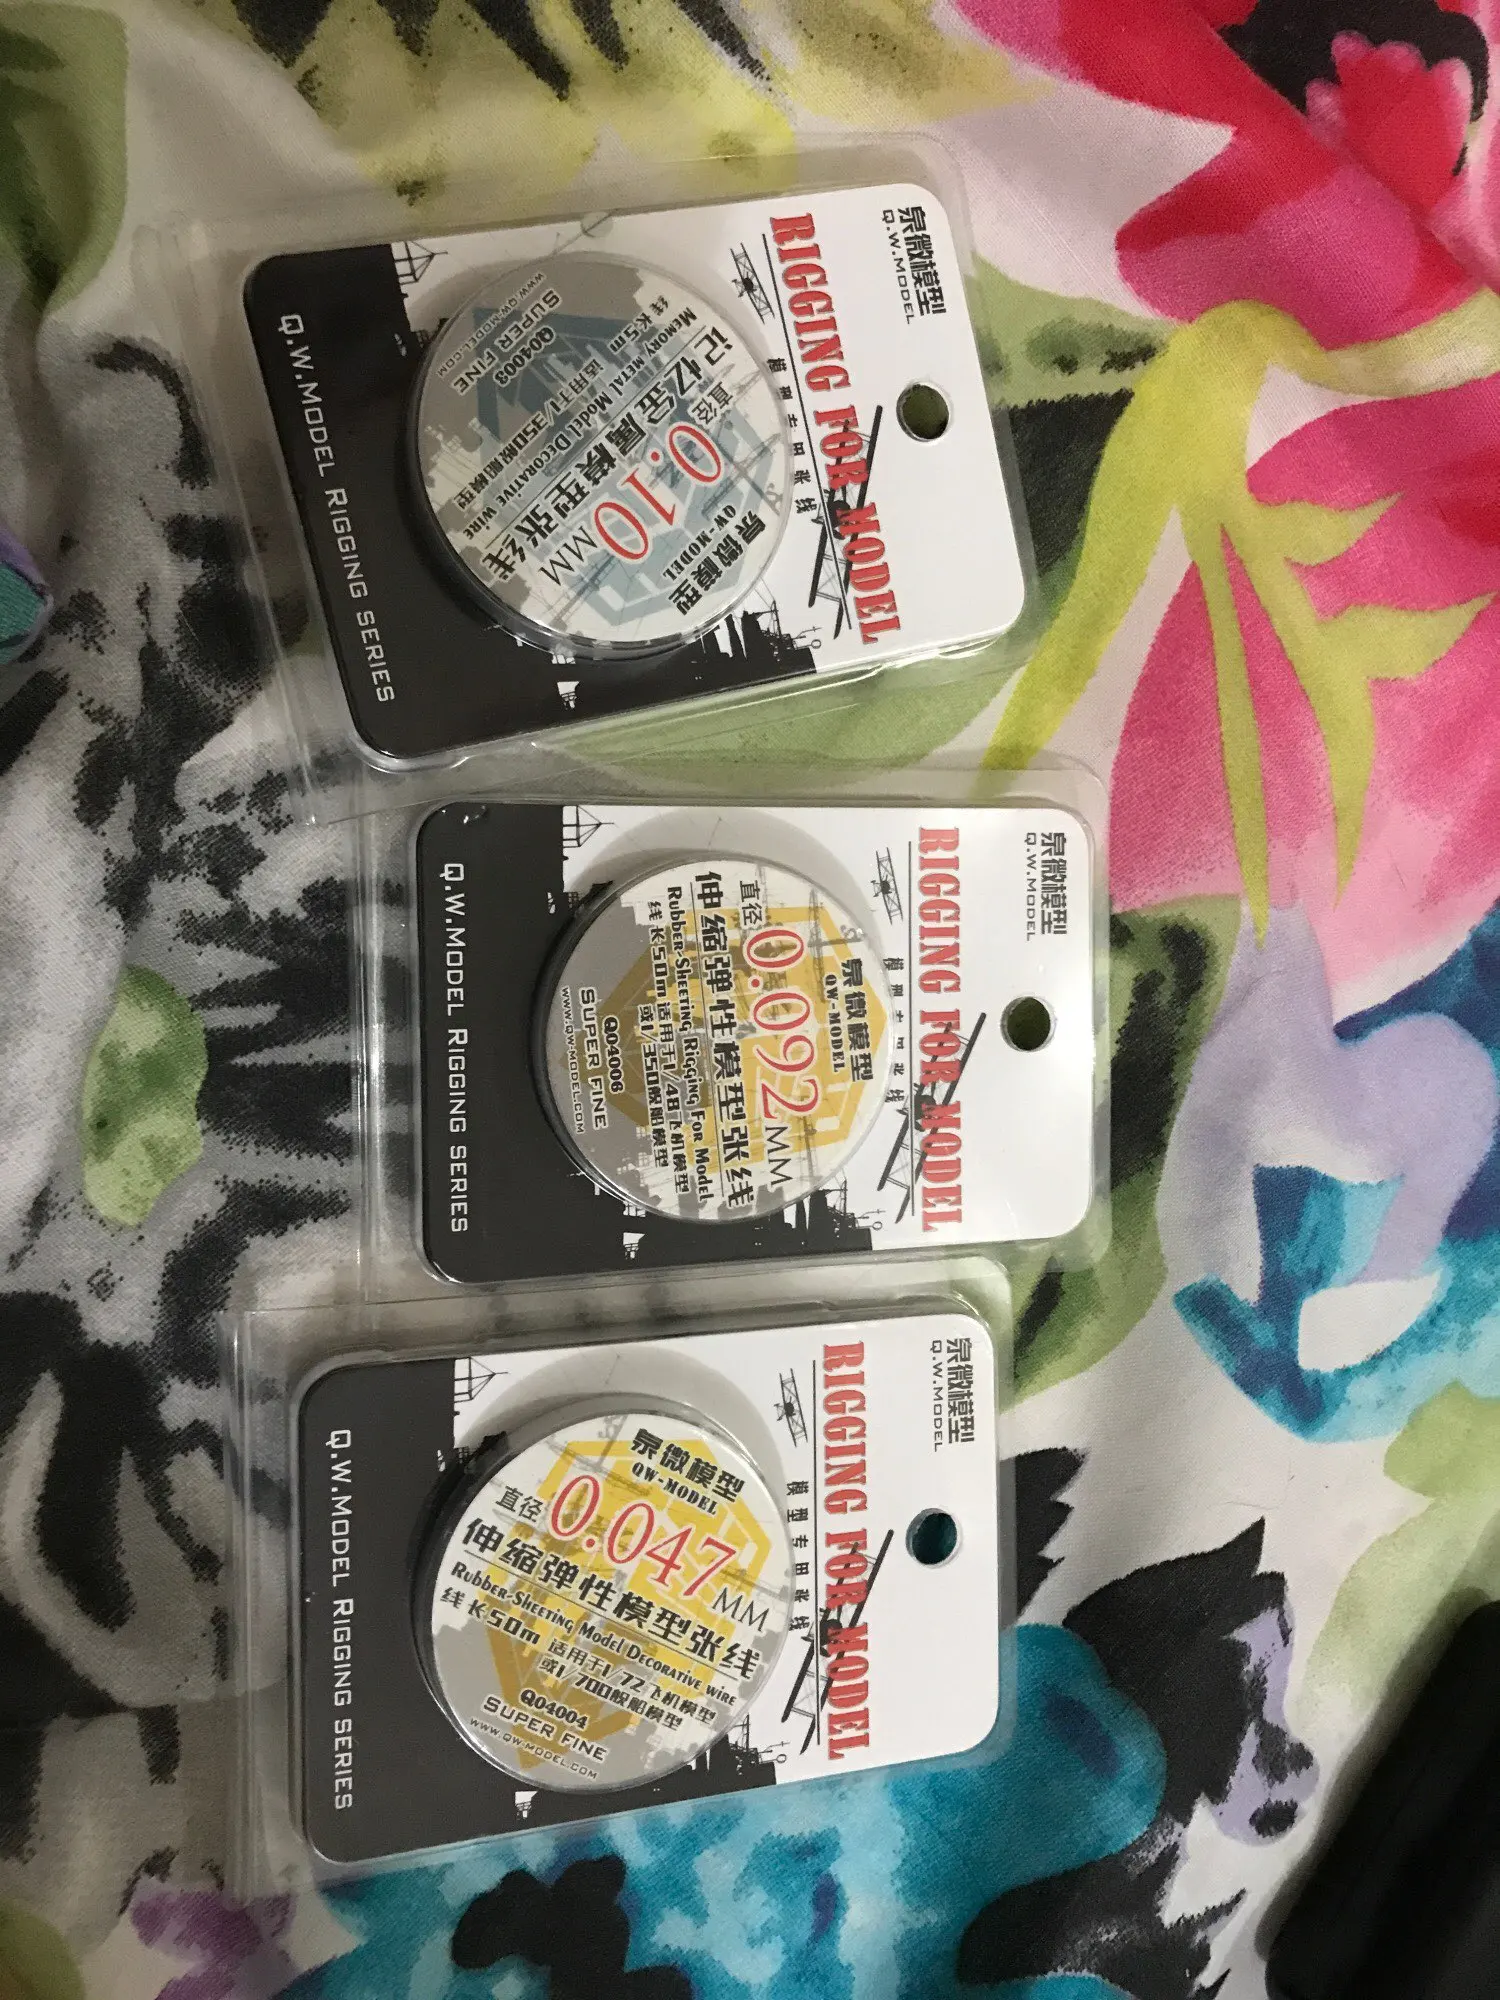 泉微模型
Q.W.MODEL
RIGGING FOR MODEL
模型专用张线
泉微模型
QW-MODEL
直径 0.10 MM
记忆金属模型张线
MEMORY METAL MODEL DECORATIVE WIRE
线长5m 适用于1/350舰船模型
Q04003
SUPER FINE
WWW.QW-MODEL.COM
Q.W.MODEL RIGGING SERIES
泉微模型
Q.W.MODEL
RIGGING FOR MODEL
模型专用张线
泉微模型
QW-MODEL
直径 0.092 MM
伸缩弹性模型张线
RUBBER-SHEETING RIGGING FOR MODEL
线长50m 适用于1/48飞机模型
或1/350舰船模型
Q04006
SUPER FINE
WWW.QW.MODEL.COM
Q.W.MODEL RIGGING SERIES
泉微模型
Q.W.MODEL
RIGGING FOR MODEL
模型专用张线
泉微模型
QW-MODEL
直径 0.047 MM
伸缩弹性模型张线
RUBBER-SHEETING MODEL DECORATIVE WIRE
线长50m 适用于1/72飞机模型
或1/700舰船模型
Q04004
SUPER FINE
WWW.QW.MODEL.COM
Q.W.MODEL RIGGING SERIES